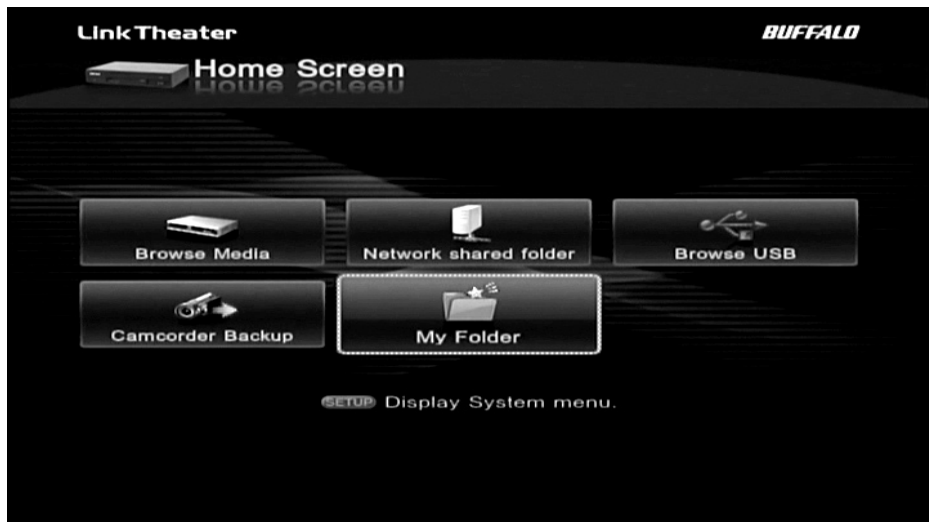 LinkTheater
BUFFALO
Home Screen
Browse Media
Network shared folder
Browse USB
Camcorder Backup
My Folder
SETUP Display System menu.